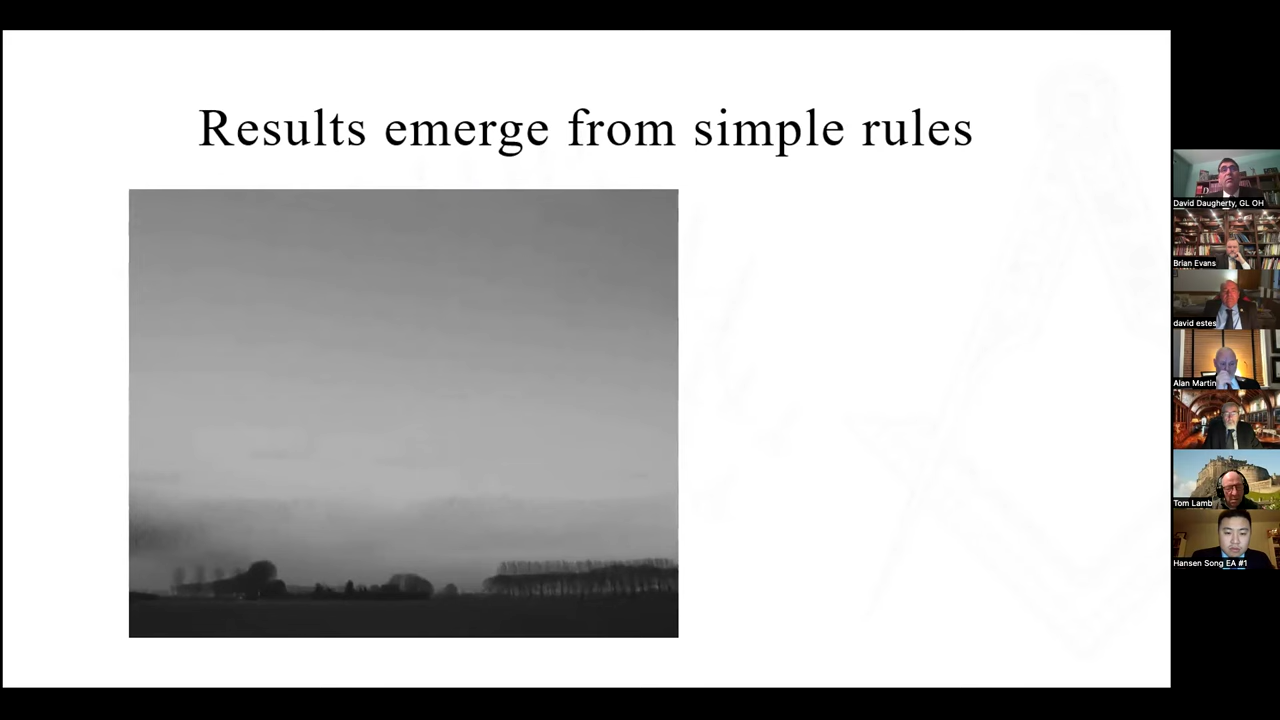 Results emerge from simple rules
David Daugherty, GL OH
Brian Evans
david estes
Alan Martin
Tom Lamb
Hansen Song EA #1